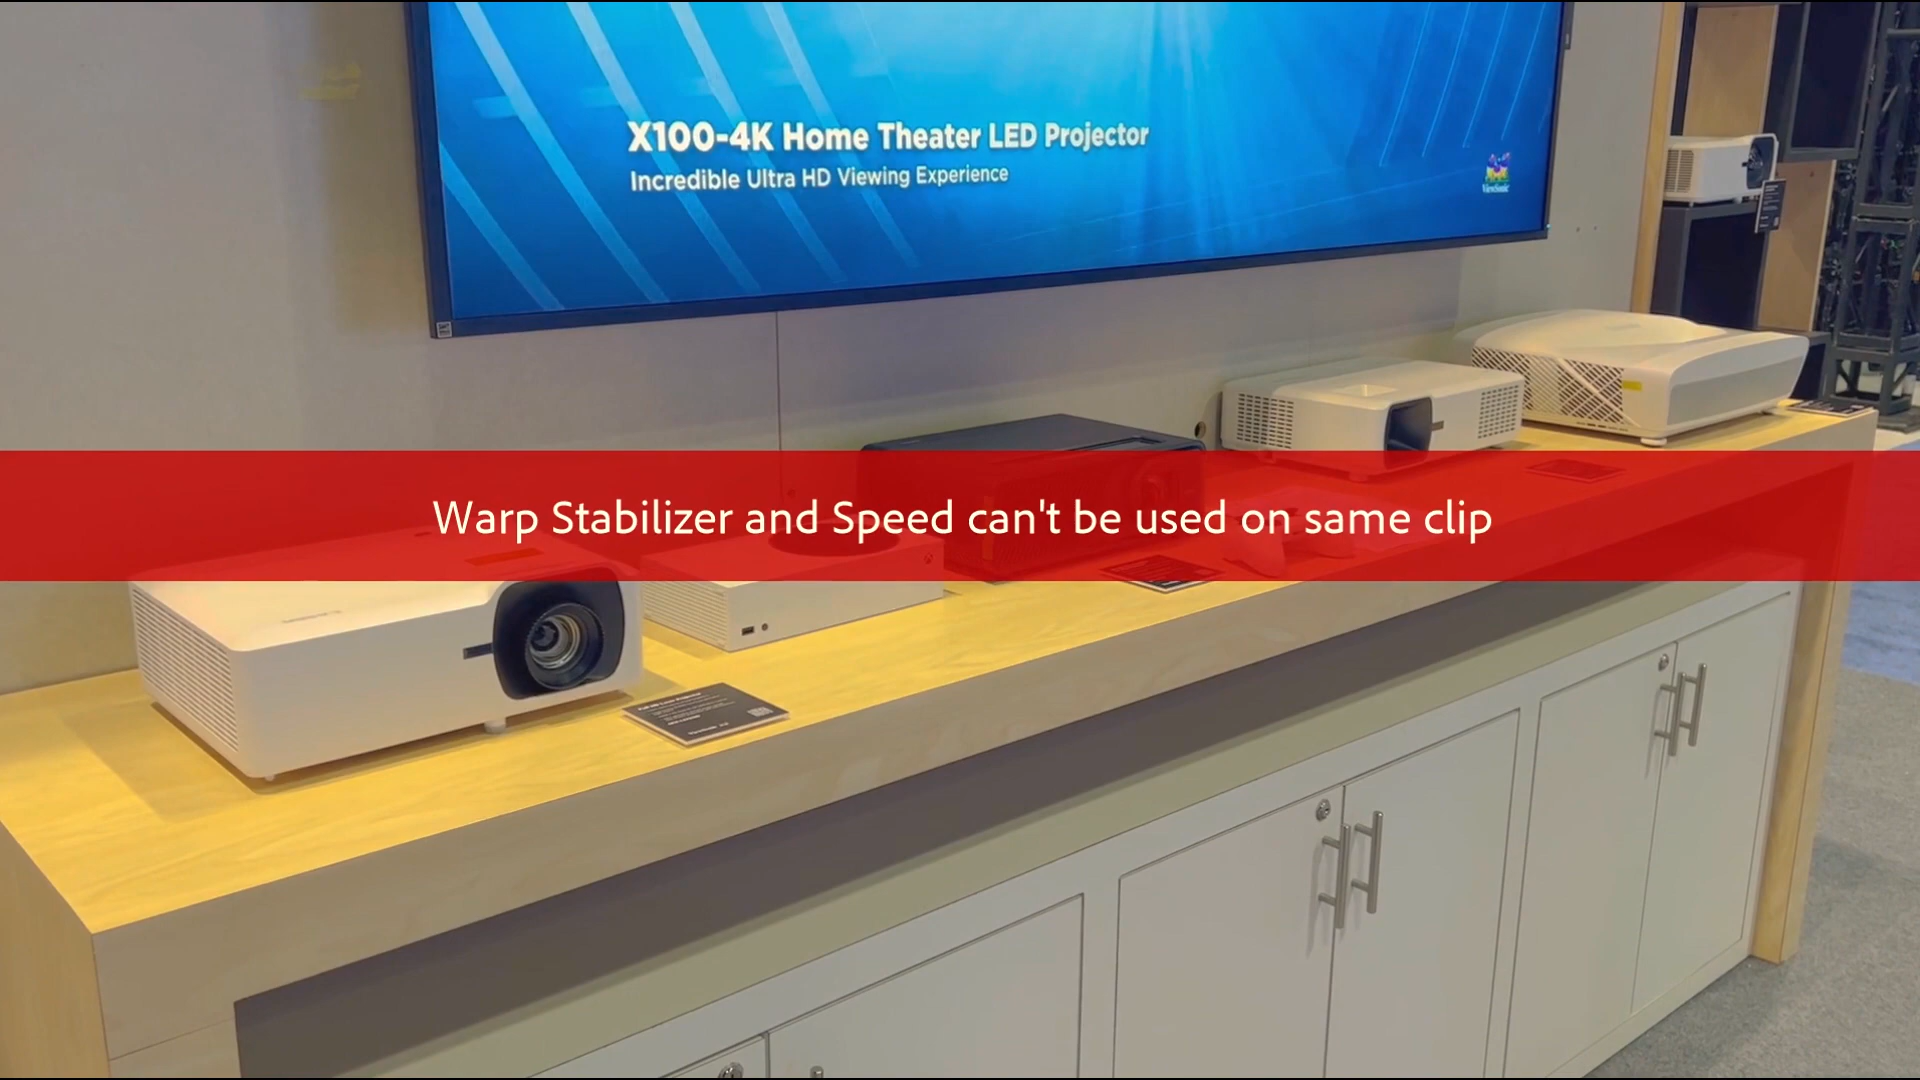 X100-4K Home Theater LED Projector
Incredible Ultra HD Viewing Experience
ViewSonic
Warp Stabilizer and Speed can't be used on same clip